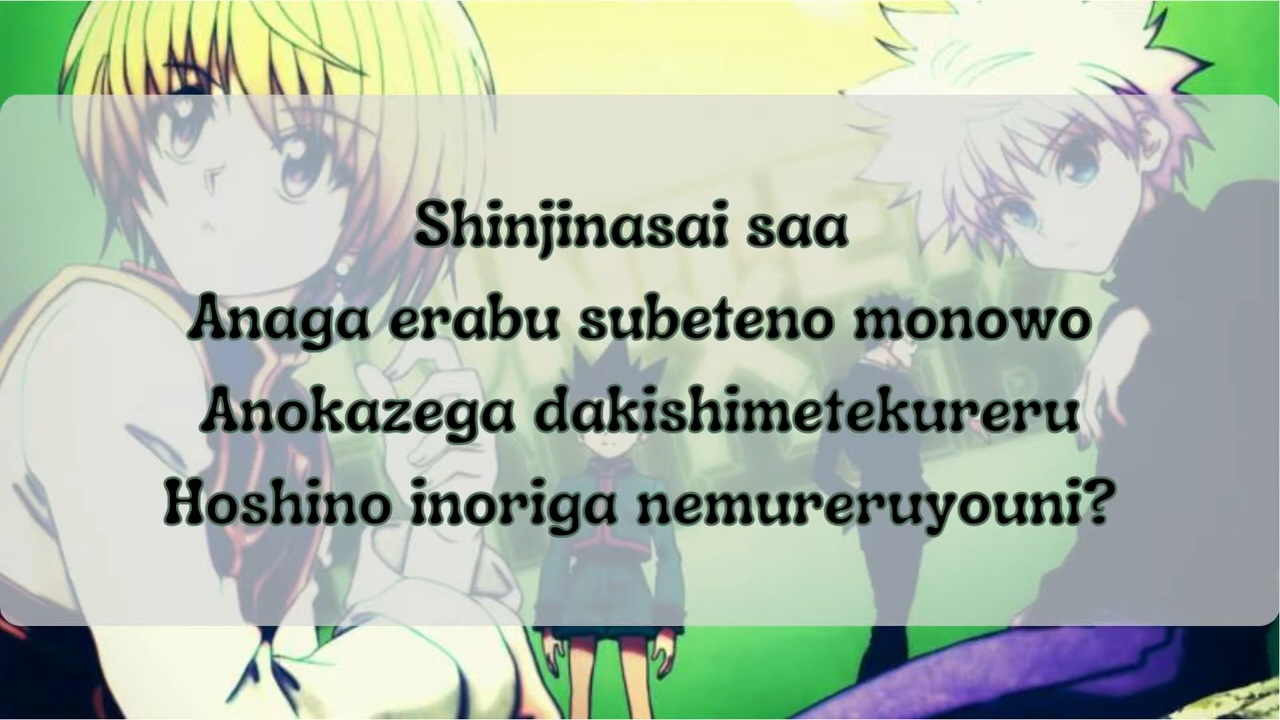 Shinjinasai saa
Anaga erabu subeteno monowo
Anokazega dakishimetekureru
Hoshino inoriga nemureruyouni?